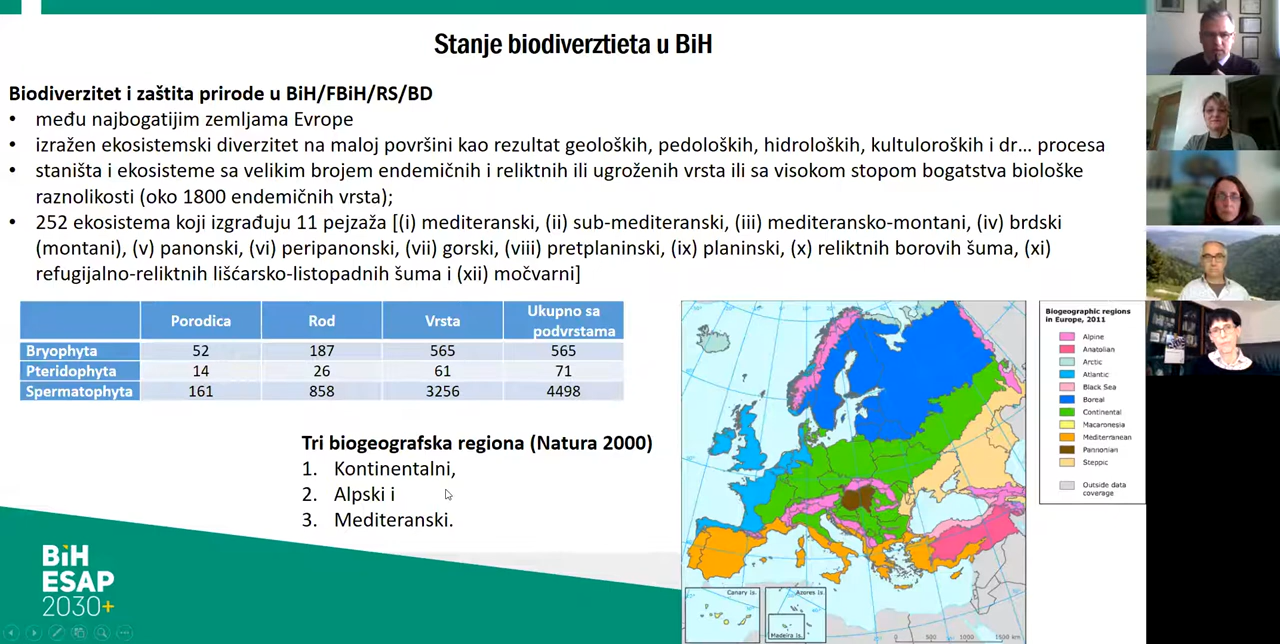 Stanje biodiverztieta u BiH
Biodiverzitet i zaštita prirode u BiH/FBiH/RS/BD
• među najbogatijim zemljama Evrope
• izražen ekosistemski diverzitet na maloj površini kao rezultat geoloških, pedoloških, hidroloških, kultuloroških i dr... procesa
• staništa i ekosisteme sa velikim brojem endemičnih i reliktnih ili ugroženih vrsta ili sa visokom stopom bogatstva biološke
raznolikosti (oko 1800 endemičnih vrsta);
• 252 ekosistema koji izgrađuju 11 pejzaža [(i) mediteranski, (ii) sub-mediteranski, (iii) mediteransko-montani, (iv) brdski
(montani), (v) panonski, (vi) peripanonski, (vii) gorski, (viii) pretplaninski, (ix) planinski, (x) reliktnih borovih šuma, (xi)
refugijalno-reliktnih lišćarsko-listopadnih šuma i (xii) močvarni]
Porodica Rod Vrsta Ukupno sa
podvrstama
Bryophyta 52 187 565 565
Pteridophyta 14 26 61 71
Spermatophyta 161 858 3256 4498
Tri biogeografska regiona (Natura 2000)
1. Kontinentalni,
2. Alpski i
3. Mediteranski.
BiH
ESAP
2030+
Biogeographic regions
in Europe, 2011
Alpine
Anatolian
Arctic
Atlantic
Black Sea
Boreal
Continental
Macaronesia
Mediterranean
Pannonian
Steppic
Outside data
coverage
Canary Is.
Azores Is.
Madeira Is.
0 500 1000 1500 km